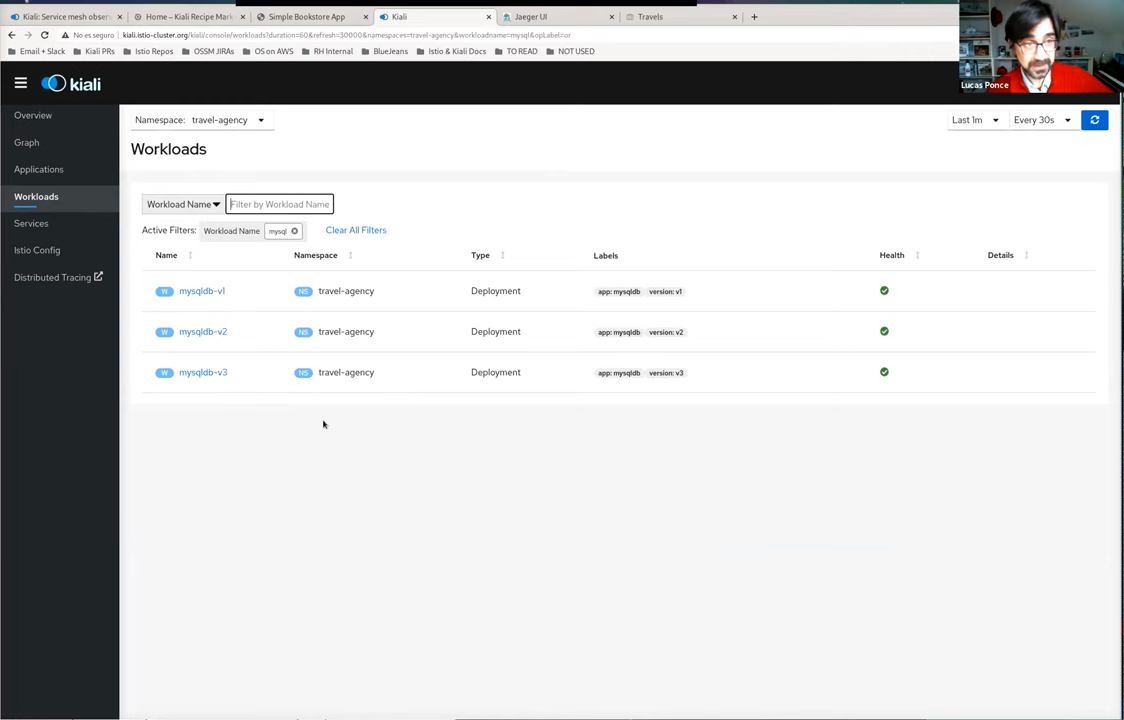 Kiali: Service mesh obser
Home – Kiali Recipe Mark
Simple Bookstore App
Kiali
Jaeger UI
Travels
No es seguro kiali.istio-cluster.org/kiali/console/workloads?duration=60&refresh=30000&namespaces=travel-agency&workloadname=mysql&opLabel=or
Email + Slack Kiali PRs Istio Repos OSSM JIRAs OS on AWS RH Internal BlueJeans Istio & Kiali Docs TO READ NOT USED
Lucas Ponce
kiali
Overview
Graph
Applications
Workloads
Services
Istio Config
Distributed Tracing
Namespace: travel-agency
Last 1m
Every 30s
Workloads
Workload Name
Filter by Workload Name
Active Filters: Workload Name mysql Clear All Filters
Name Namespace Type Labels Health Details
W mysqldb-v1 NS travel-agency Deployment app: mysqldb version: v1
W mysqldb-v2 NS travel-agency Deployment app: mysqldb version: v2
W mysqldb-v3 NS travel-agency Deployment app: mysqldb version: v3